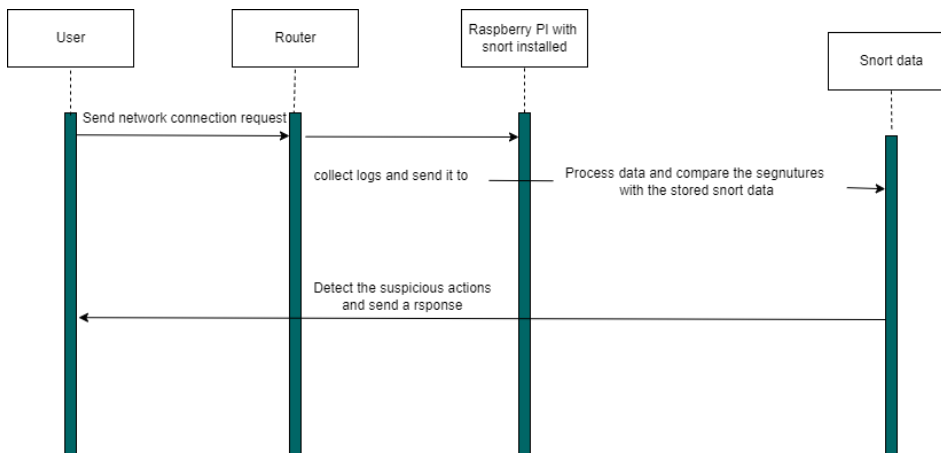 User
Router
Raspberry PI with
snort installed
Snort data
Send network connection request
collect logs and send it to
Process data and compare the segnutures
with the stored snort data
Detect the suspicious actions
and send a rsponse